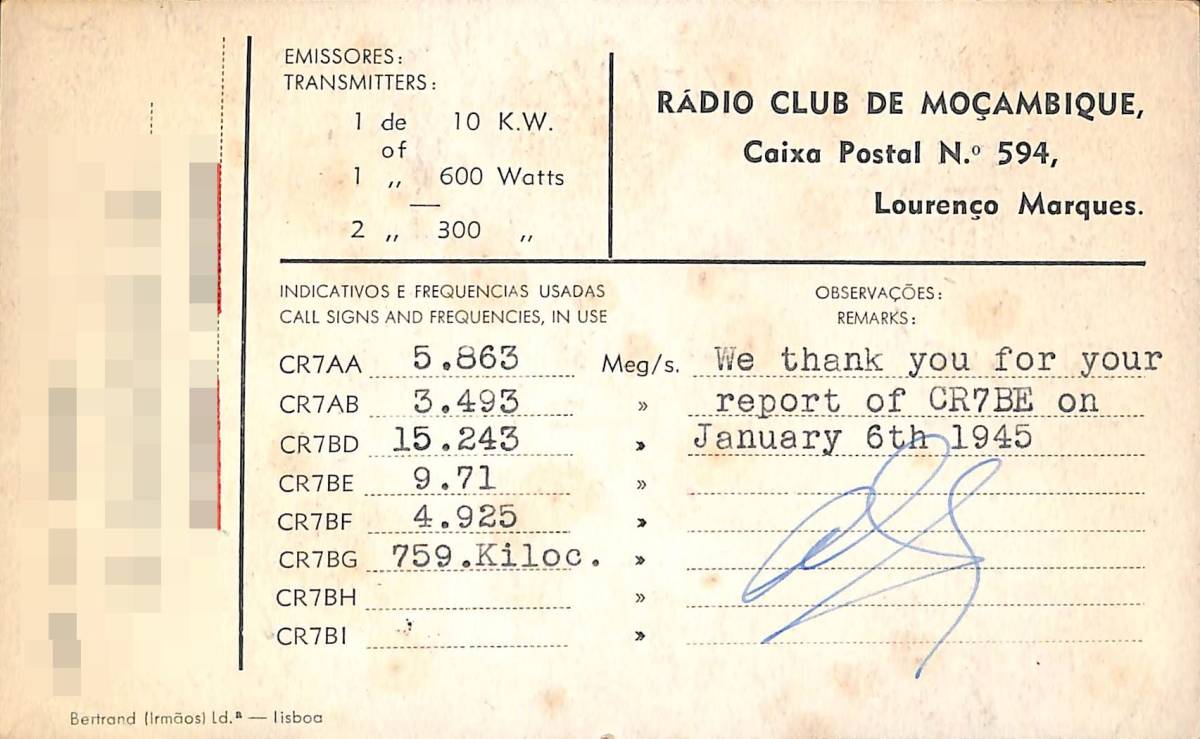 EMISSORES:
TRANSMITTERS:
1 de 10 K.W.
of
1 ,, 600 Watts
2 ,, 300 ,,
RÁDIO CLUB DE MOÇAMBIQUE,
Caixa Postal N.º 594,
Lourenço Marques.
INDICATIVOS E FREQUENCIAS USADAS
CALL SIGNS AND FREQUENCIES, IN USE
OBSERVAÇÕES:
REMARKS:
CR7AA 5.863 Meg/s. We thank you for your
CR7AB 3.493 » report of CR7BE on
CR7BD 15.243 » January 6th 1945
CR7BE 9.71 »
CR7BF 4.925 »
CR7BG 759.Kiloc. »
CR7BH »
CR7BI »
Bertrand (Irmãos) Ld.ª — lisboa